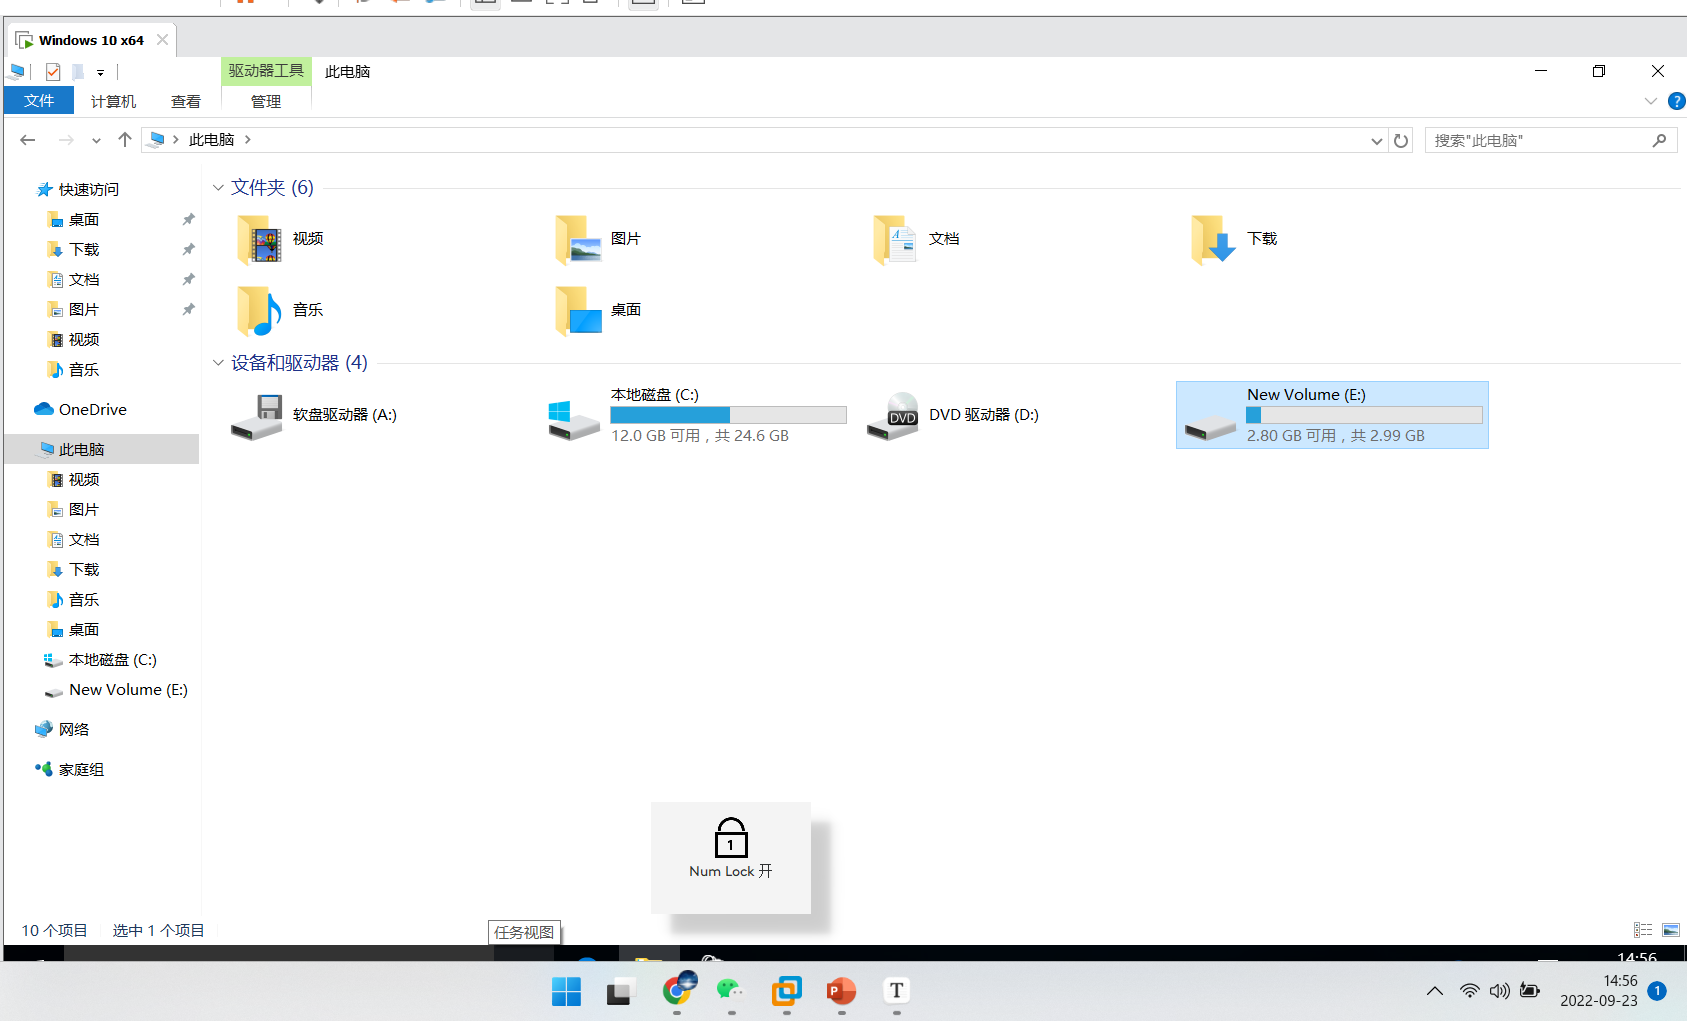 Windows 10 x64
驱动器工具
此电脑
文件
计算机
查看
管理
此电脑
搜索"此电脑"
快速访问
桌面
下载
文档
图片
视频
音乐
OneDrive
此电脑
视频
图片
文档
下载
音乐
桌面
本地磁盘 (C:)
New Volume (E:)
网络
家庭组
文件夹 (6)
视频
图片
文档
下载
音乐
桌面
设备和驱动器 (4)
软盘驱动器 (A:)
本地磁盘 (C:)
12.0 GB 可用，共 24.6 GB
DVD
DVD 驱动器 (D:)
New Volume (E:)
2.80 GB 可用，共 2.99 GB
1
Num Lock 开
10 个项目
选中 1 个项目
任务视图
14:56
P
T
14:56
2022-09-23
1